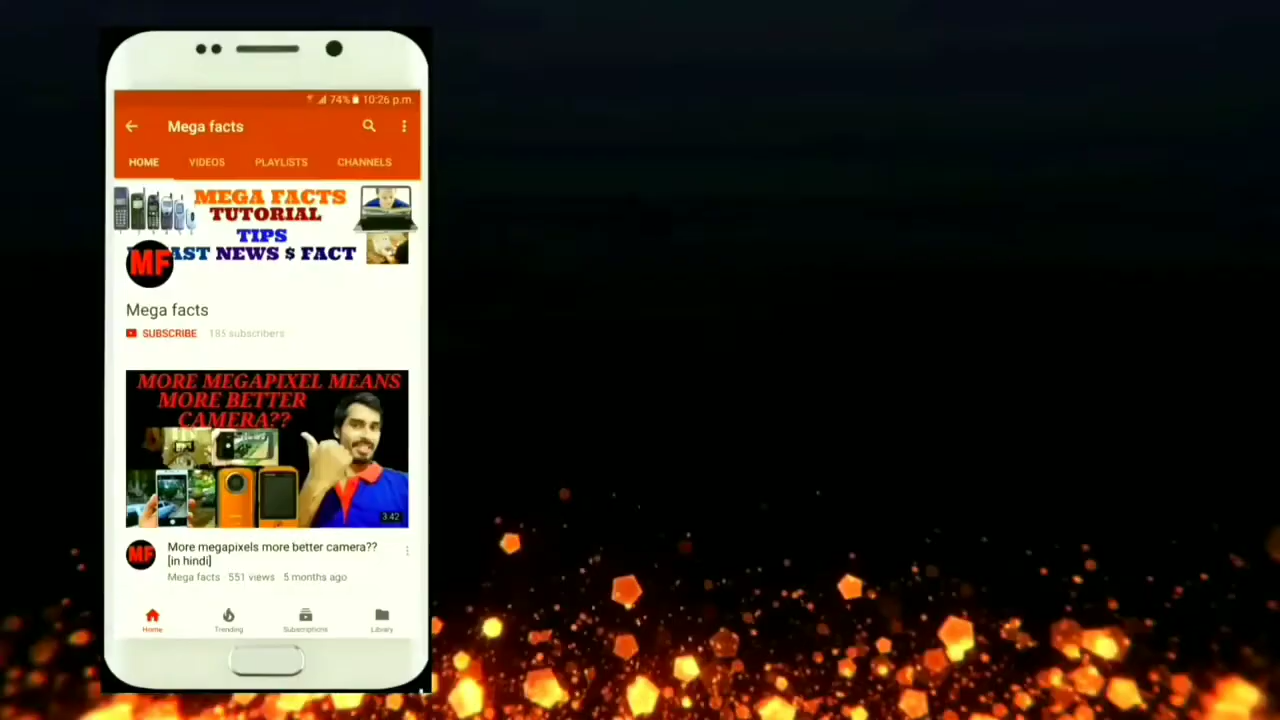 74% 10:26 p.m.
Mega facts
HOME VIDEOS PLAYLISTS CHANNELS
MEGA FACTS
TUTORIAL
TIPS
AST NEWS $ FACT
MF
Mega facts
SUBSCRIBE 185 subscribers
MORE MEGAPIXEL MEANS
MORE BETTER
CAMERA??
3:42
MF
More megapixels more better camera??
[in hindi]
Mega facts 551 views 5 months ago
Home Trending Subscriptions Library